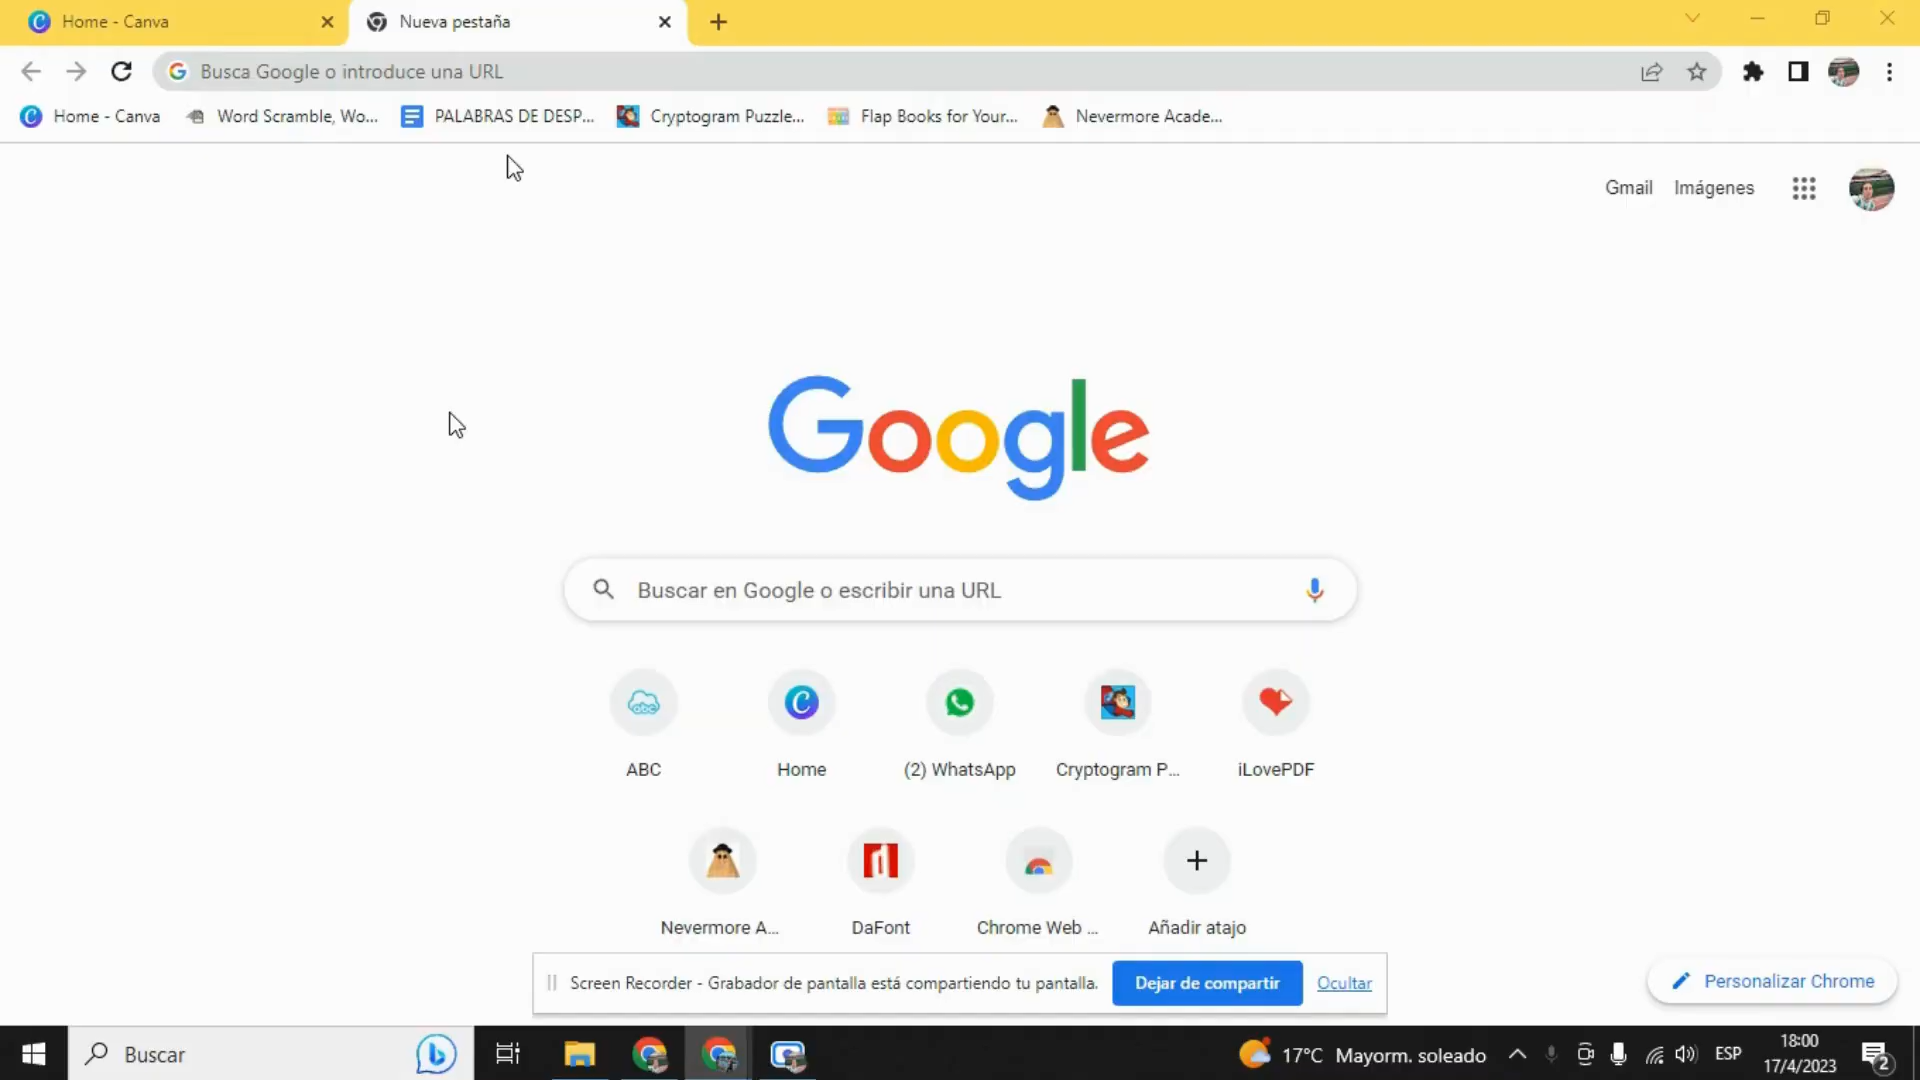 Home - Canva
Nueva pestaña
Busca Google o introduce una URL
Home - Canva
Word Scramble, Wo...
PALABRAS DE DESP...
Cryptogram Puzzle...
Flap Books for Your...
Nevermore Acade...
Gmail
Imágenes
Google
Buscar en Google o escribir una URL
abc
ABC
Home
(2) WhatsApp
Cryptogram P...
iLovePDF
Nevermore A...
DaFont
Chrome Web ...
Añadir atajo
Screen Recorder - Grabador de pantalla está compartiendo tu pantalla.
Dejar de compartir
Ocultar
Personalizar Chrome
Buscar
17°C Mayorm. soleado
ESP
18:00
17/4/2023
2